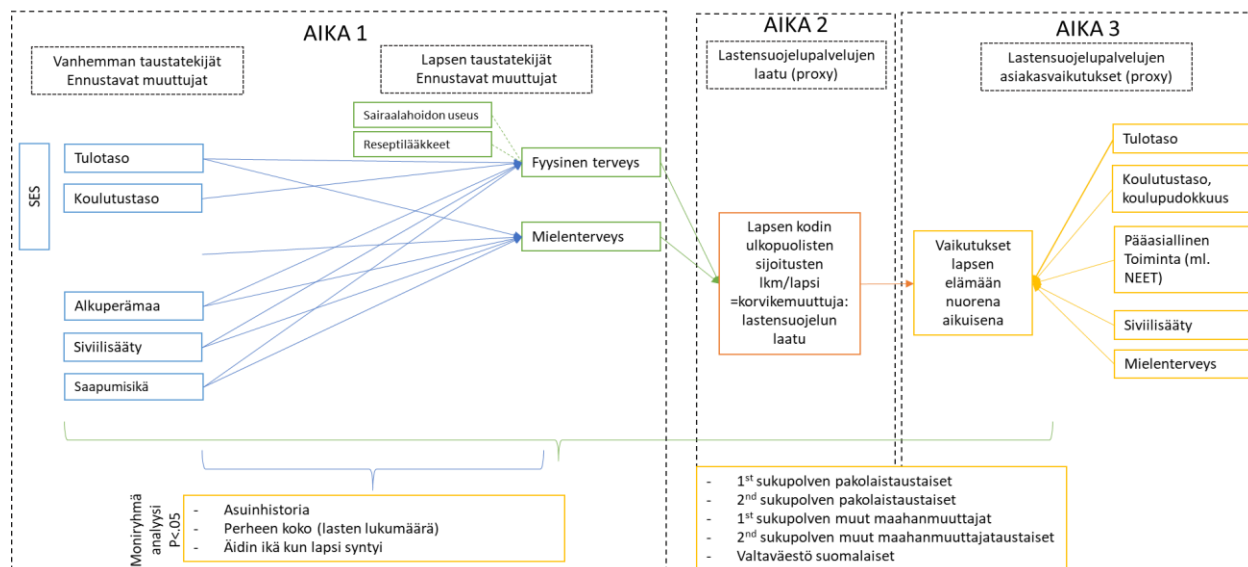 AIKA 1
Vanhemman taustatekijät
Ennustavat muuttujat
Lapsen taustatekijät
Ennustavat muuttujat
Sairaalahoidon useus
Reseptilääkkeet
SES
Tulotaso
Koulutustaso
Alkuperämaa
Siviilisääty
Saapumisikä
Fyysinen terveys
Mielenterveys
Moniryhmä
analyysi
P<.05
- Asuinhistoria
- Perheen koko (lasten lukumäärä)
- Äidin ikä kun lapsi syntyi
AIKA 2
Lastensuojelupalvelujen
laatu (proxy)
Lapsen kodin
ulkopuolisten
sijoitusten
lkm/lapsi
=korvikemuuttuja:
lastensuojelun
laatu
AIKA 3
Lastensuojelupalvelujen
asiakasvaikutukset (proxy)
Vaikutukset
lapsen
elämään
nuorena
aikuisena
Tulotaso
Koulutustaso,
koulupudokkuus
Pääasiallinen
Toiminta (ml.
NEET)
Siviilisääty
Mielenterveys
- 1st sukupolven pakolaistaustaiset
- 2nd sukupolven pakolaistaustaiset
- 1st sukupolven muut maahanmuuttajat
- 2nd sukupolven muut maahanmuuttajataustaiset
- Valtaväestö suomalaiset